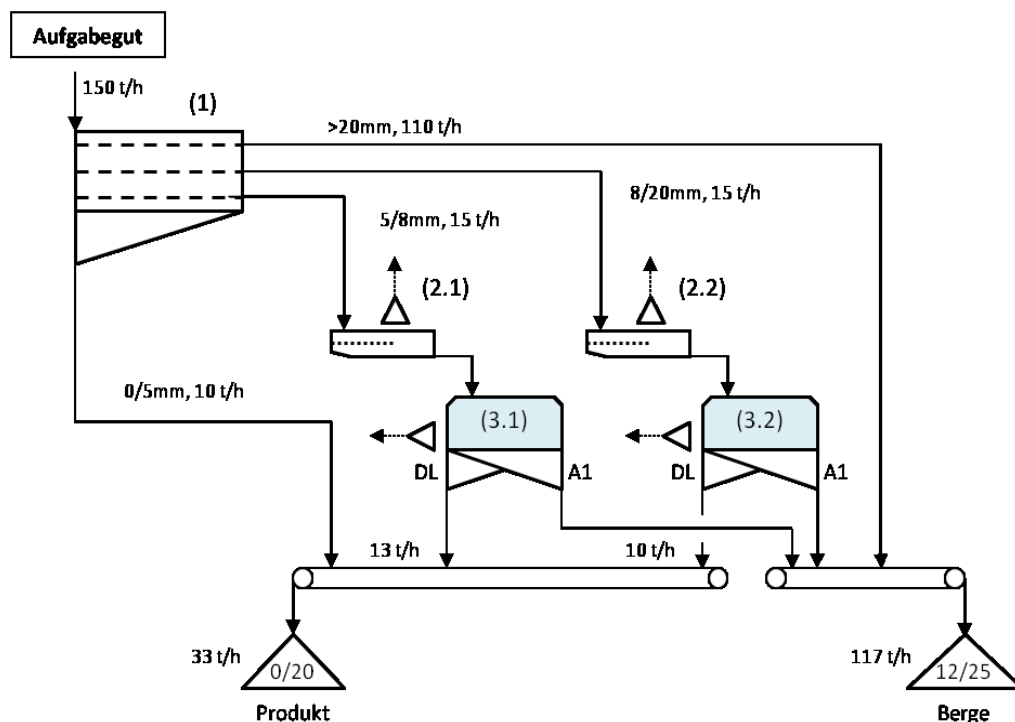 Aufgabegut
150 t/h
(1)
>20mm, 110 t/h
8/20mm, 15 t/h
5/8mm, 15 t/h
(2.1)
(2.2)
0/5mm, 10 t/h
(3.1)
(3.2)
DL
A1
DL
A1
13 t/h
10 t/h
33 t/h
0/20
117 t/h
12/25
Produkt
Berge